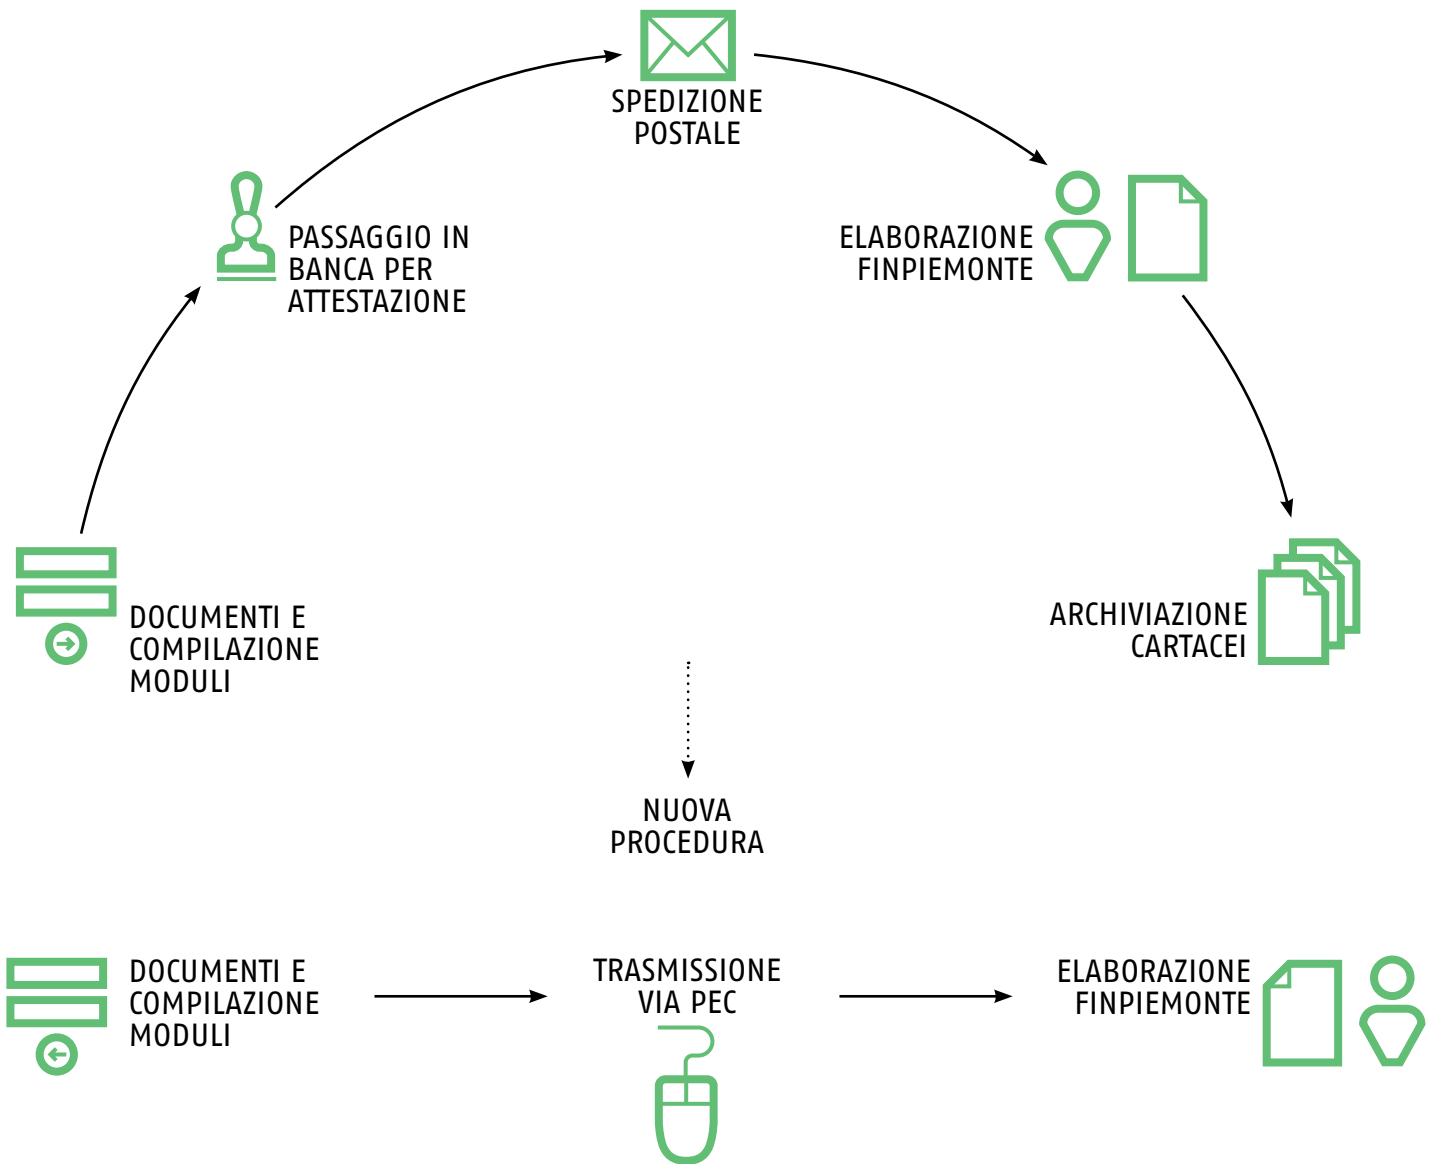 SPEDIZIONE
POSTALE
PASSAGGIO IN
BANCA PER
ATTESTAZIONE
ELABORAZIONE
FINPIEMONTE
DOCUMENTI E
COMPILAZIONE
MODULI
ARCHIVIAZIONE
CARTACEI
NUOVA
PROCEDURA
DOCUMENTI E
COMPILAZIONE
MODULI
TRASMISSIONE
VIA PEC
ELABORAZIONE
FINPIEMONTE